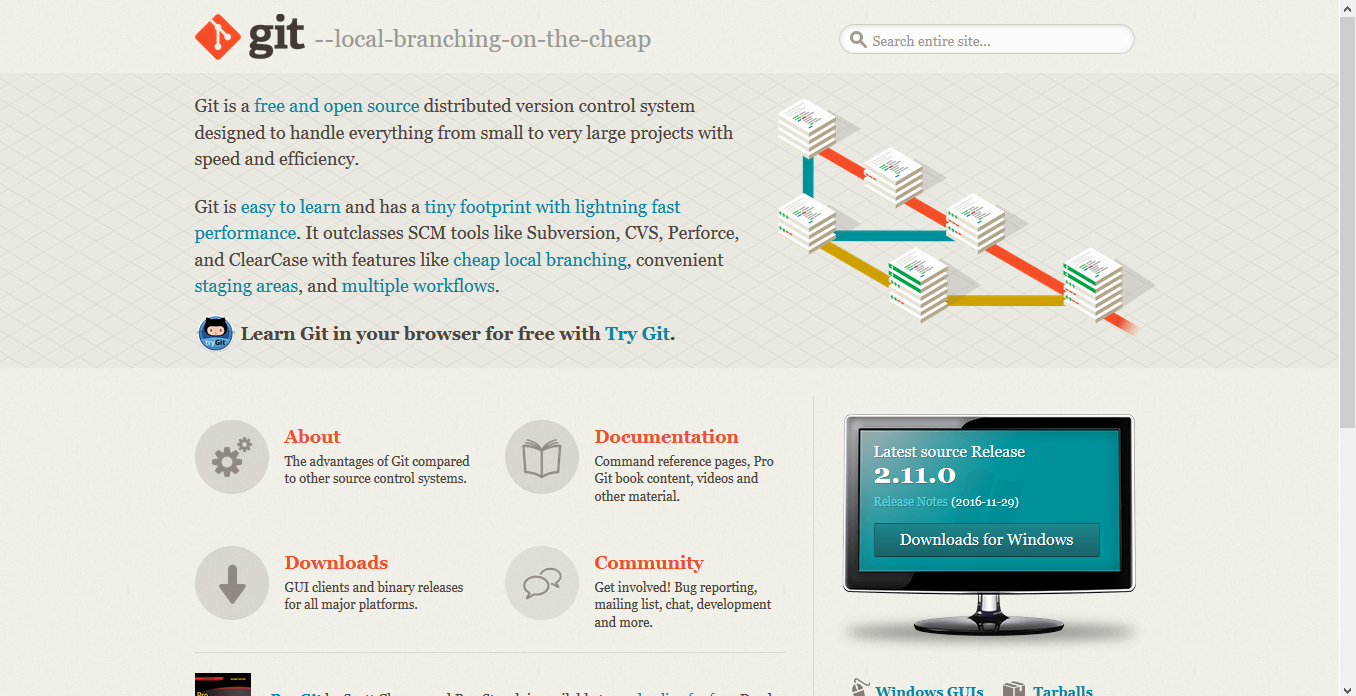 git --local-branching-on-the-cheap
Search entire site...
Git is a free and open source distributed version control system
designed to handle everything from small to very large projects with
speed and efficiency.
Git is easy to learn and has a tiny footprint with lightning fast
performance. It outclasses SCM tools like Subversion, CVS, Perforce,
and ClearCase with features like cheap local branching, convenient
staging areas, and multiple workflows.
tryGit
Learn Git in your browser for free with Try Git.
About
The advantages of Git compared
to other source control systems.
Documentation
Command reference pages, Pro
Git book content, videos and
other material.
Downloads
GUI clients and binary releases
for all major platforms.
Community
Get involved! Bug reporting,
mailing list, chat, development
and more.
Latest source Release
2.11.0
Release Notes (2016-11-29)
Downloads for Windows
Pro
Windows GUIs
Tarballs